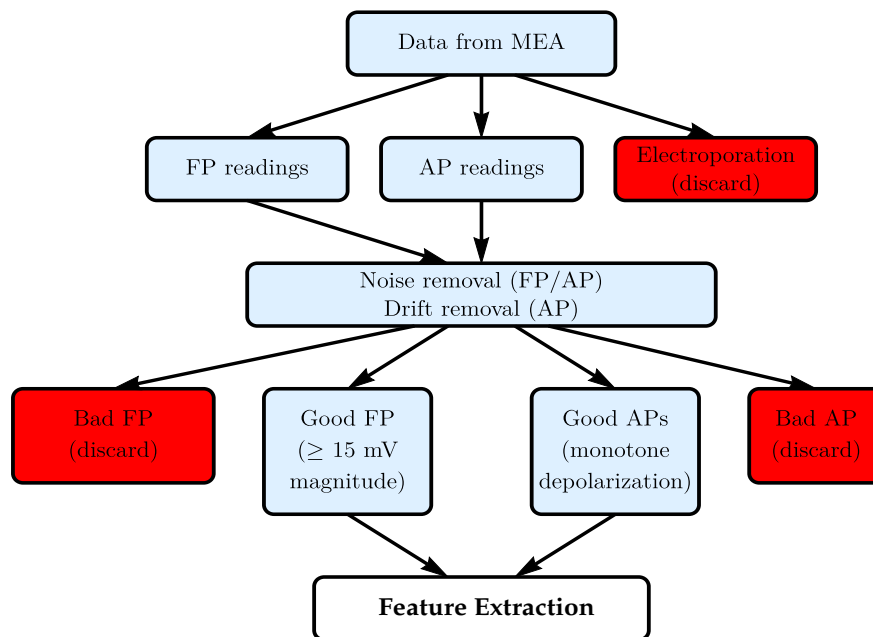 Data from MEA
FP readings
AP readings
Electroporation
(discard)
Noise removal (FP/AP)
Drift removal (AP)
Bad FP
(discard)
Good FP
(≥ 15 mV
magnitude)
Good APs
(monotone
depolarization)
Bad AP
(discard)
Feature Extraction